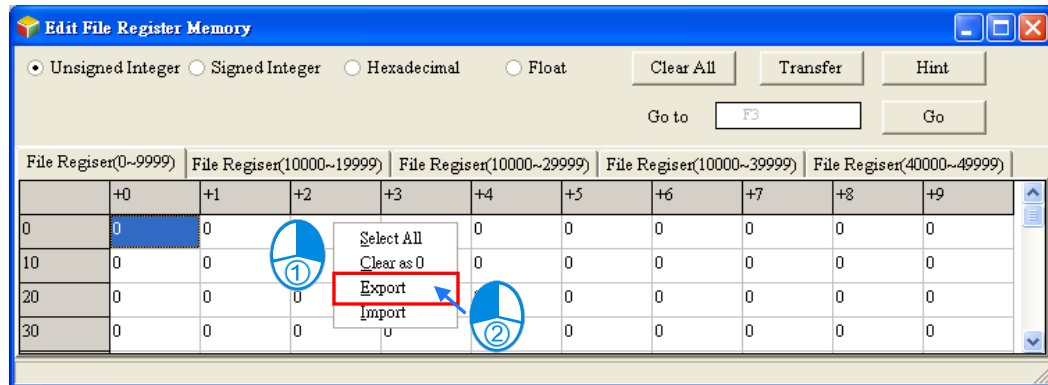 Edit File Register Memory
Unsigned Integer Signed Integer Hexadecimal Float Clear All Transfer Hint
Go to F3 Go
File Regiser(0~9999) File Regiser(10000~19999) File Regiser(10000~29999) File Regiser(10000~39999) File Regiser(40000~49999)
+0 +1 +2 +3 +4 +5 +6 +7 +8 +9
0 0 0 0 0 0 0 0 0
Select All
10 0 0 0 0 0 0 0 0
Clear as 0
①
20 0 0 0 0 0 0 0 0
Export
Import
30 0 0 0 0 0 0 0 0 0
②